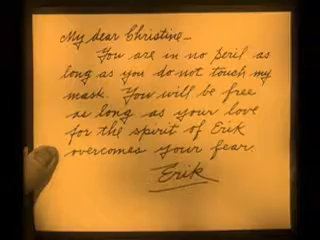 My dear Christine—
You are in no peril as
long as you do not touch my
mask. You will be free
as long as your love
for the spirit of Erik
overcomes your fear.
Erik